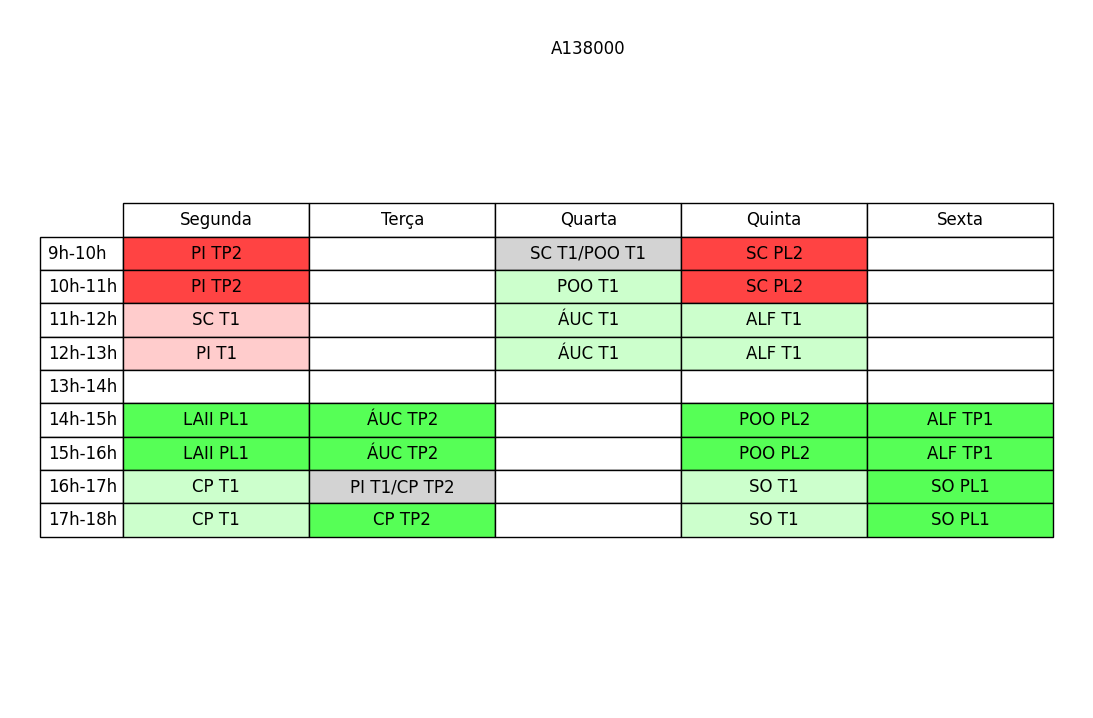 A138000
Segunda Terça Quarta Quinta Sexta
9h-10h PI TP2 SC T1/POO T1 SC PL2
10h-11h PI TP2 POO T1 SC PL2
11h-12h SC T1 ÁUC T1 ALF T1
12h-13h PI T1 ÁUC T1 ALF T1
13h-14h
14h-15h LAII PL1 ÁUC TP2 POO PL2 ALF TP1
15h-16h LAII PL1 ÁUC TP2 POO PL2 ALF TP1
16h-17h CP T1 PI T1/CP TP2 SO T1 SO PL1
17h-18h CP T1 CP TP2 SO T1 SO PL1